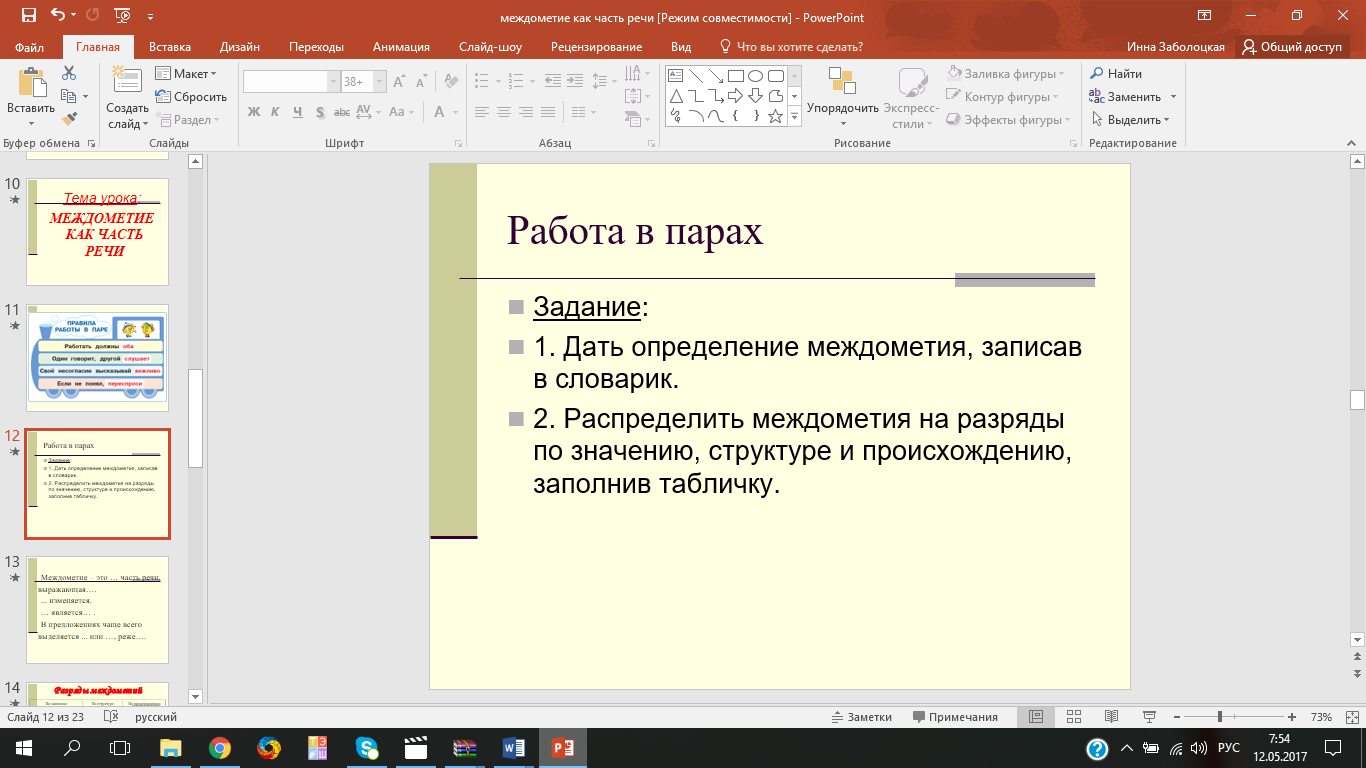 междометие как часть речи [Режим совместимости] - PowerPoint
Файл Главная Вставка Дизайн Переходы Анимация Слайд-шоу Рецензирование Вид Что вы хотите сделать? Инна Заболоцкая Общий доступ
Вставить
Буфер обмена
Создать слайд
Макет
Сбросить
Раздел
Слайды
38+
Ж К Ч S abc AV Aa А
Шрифт
Абзац
Упорядочить
Экспресс-стили
Заливка фигуры
Контур фигуры
Эффекты фигуры
Рисование
Найти
Заменить
Выделить
Редактирование
10
Тема урока:
МЕЖДОМЕТИЕ
КАК ЧАСТЬ
РЕЧИ
11
ПРАВИЛА
РАБОТЫ В ПАРЕ
Работать должны оба
Один говорит, другой слушает
Своё несогласие высказывай вежливо
Если не понял, переспроси
12
Работа в парах
Задание:
1. Дать определение междометия, записав
в словарик.
2. Распределить междометия на разряды
по значению, структуре и происхождению,
заполнив табличку.
13
Междометие – это … часть речи,
выражающая….
... изменяется.
… является… .
В предложениях чаще всего
выделяется ... или …, реже….
14
Разряды междометий
Работа в парах
Задание:
1. Дать определение междометия, записав
в словарик.
2. Распределить междометия на разряды
по значению, структуре и происхождению,
заполнив табличку.
Слайд 12 из 23 русский Заметки Примечания 73%
РУС
7:54
12.05.2017